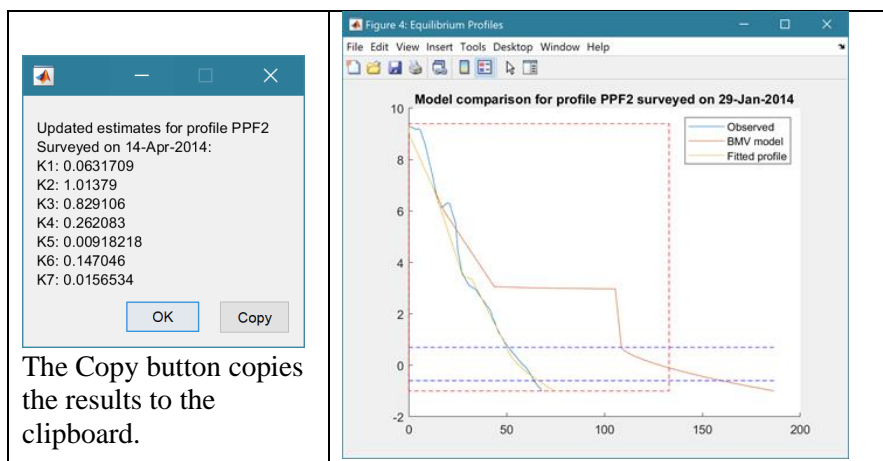 Updated estimates for profile PPF2
Surveyed on 14-Apr-2014:
K1: 0.0631709
K2: 1.01379
K3: 0.829106
K4: 0.262083
K5: 0.00918218
K6: 0.147046
K7: 0.0156534
OK
Copy
The Copy button copies
the results to the
clipboard.
Figure 4: Equilibrium Profiles
File Edit View Insert Tools Desktop Window Help
Model comparison for profile PPF2 surveyed on 29-Jan-2014
Observed
BMV model
Fitted profile
10
8
6
4
2
0
-2
0
50
100
150
200